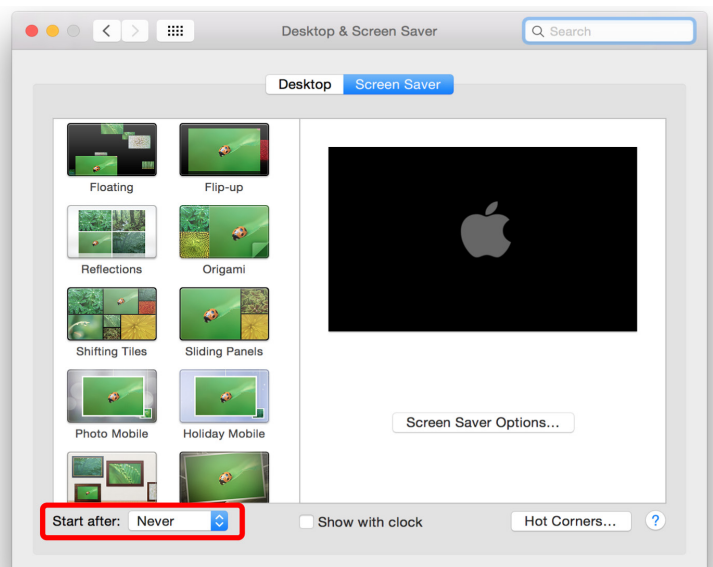 Desktop & Screen Saver
Search
Desktop
Screen Saver
Floating
Flip-up
Reflections
Origami
Shifting Tiles
Sliding Panels
Photo Mobile
Holiday Mobile
Screen Saver Options...
Start after: Never
Show with clock
Hot Corners...
?